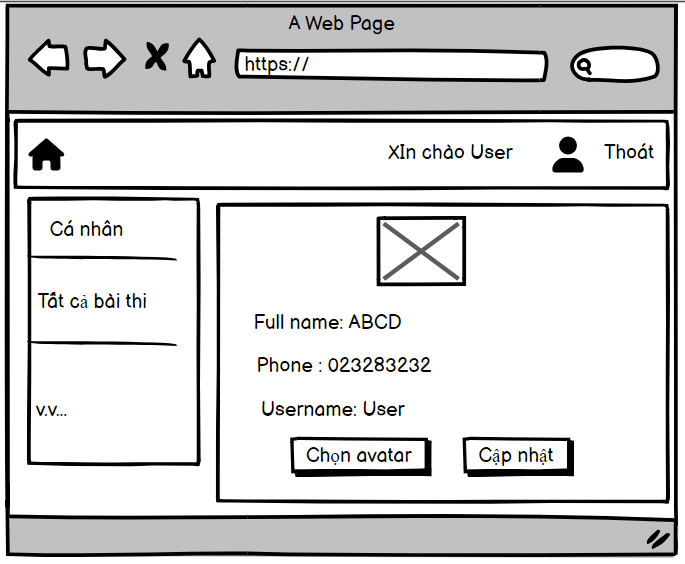 A Web Page
https://
XIn chào User
Thoát
Cá nhân
Tất cả bài thi
v.v...
Full name: ABCD
Phone : 023283232
Username: User
Chọn avatar
Cập nhật